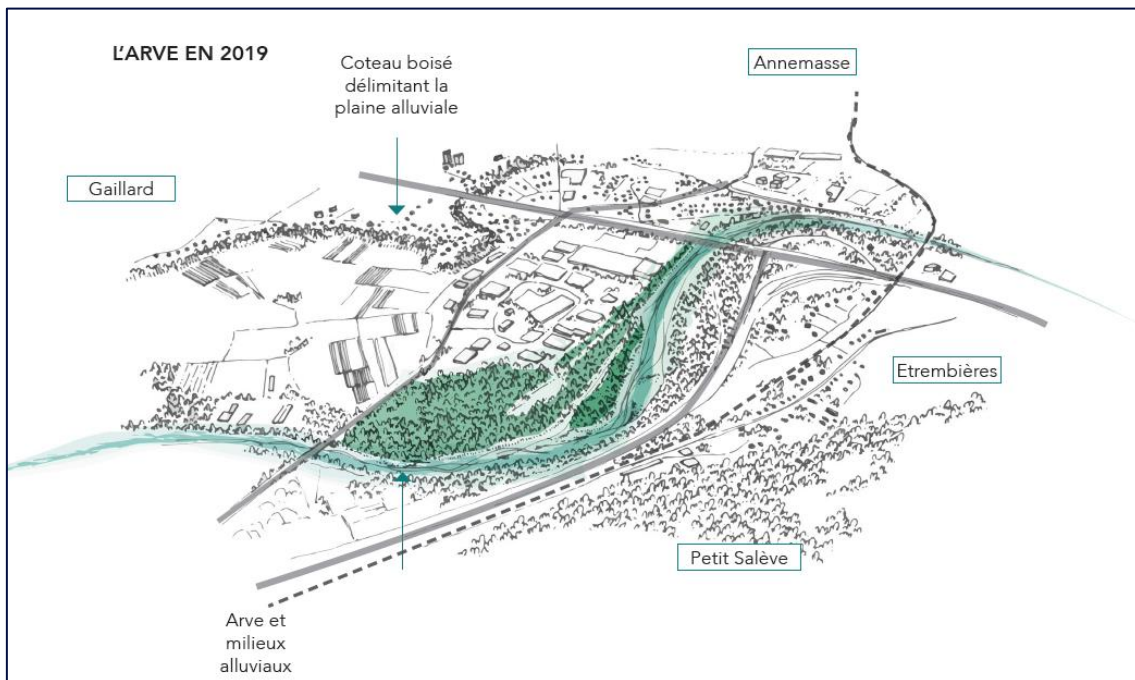 L'ARVE EN 2019
Coteau boisé
délimitant la
plaine alluviale
Annemasse
Gaillard
Etrembières
Petit Salève
Arve et
milieux
alluviaux